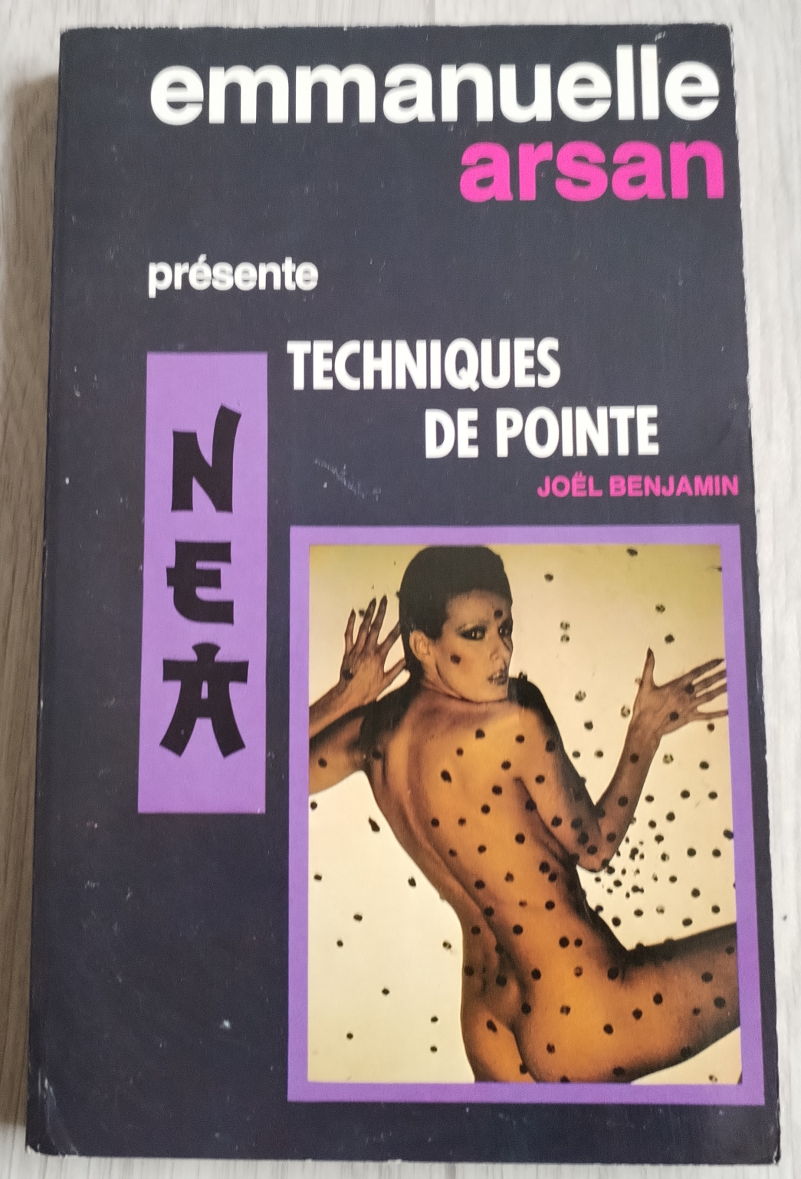 emmanuelle
arsan
présente
TECHNIQUES
DE POINTE
JOËL BENJAMIN
NEA